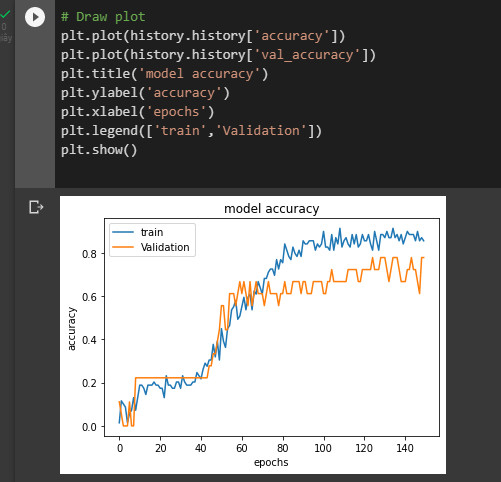 # Draw plot
plt.plot(history.history['accuracy'])
plt.plot(history.history['val_accuracy'])
plt.title('model accuracy')
plt.ylabel('accuracy')
plt.xlabel('epochs')
plt.legend(['train','Validation'])
plt.show()
0
giây
model accuracy
train
Validation
accuracy
0.8
0.6
0.4
0.2
0.0
0 20 40 60 80 100 120 140
epochs